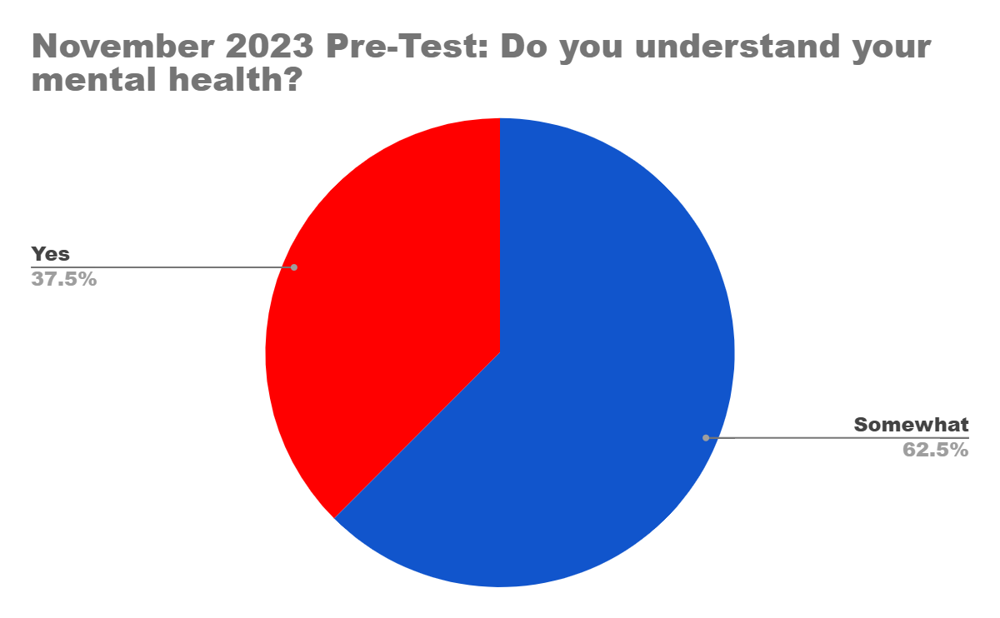 November 2023 Pre-Test: Do you understand your
mental health?
Yes
37.5%
Somewhat
62.5%